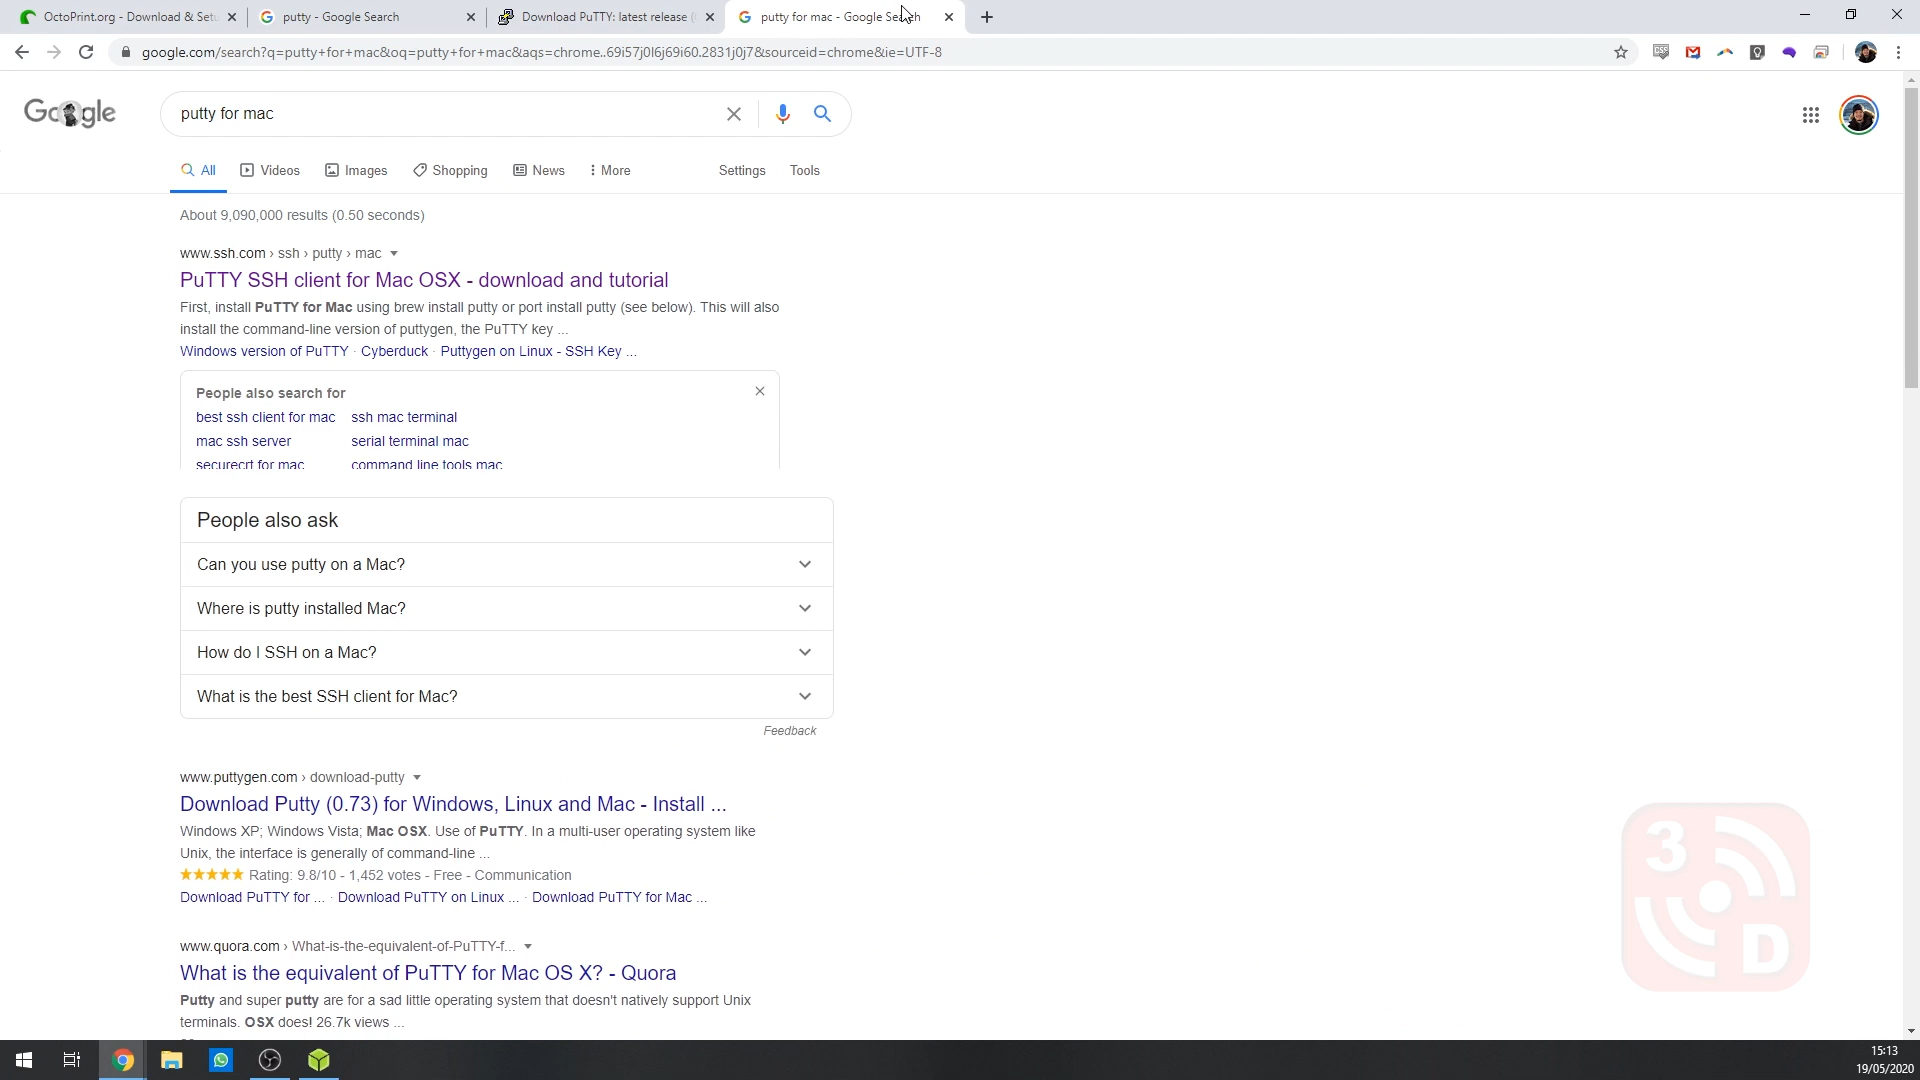 OctoPrint.org - Download & Setu
putty - Google Search
Download PuTTY: latest release (
putty for mac - Google Search
google.com/search?q=putty+for+mac&oq=putty+for+mac&aqs=chrome..69i57j0l6j69i60.2831j0j7&sourceid=chrome&ie=UTF-8
Google
putty for mac
All
Videos
Images
Shopping
News
More
Settings
Tools
About 9,090,000 results (0.50 seconds)
www.ssh.com › ssh › putty › mac
PuTTY SSH client for Mac OSX - download and tutorial
First, install PuTTY for Mac using brew install putty or port install putty (see below). This will also
install the command-line version of puttygen, the PuTTY key ...
Windows version of PuTTY · Cyberduck · Puttygen on Linux - SSH Key ...
People also search for
best ssh client for mac
ssh mac terminal
mac ssh server
serial terminal mac
securecrt for mac
command line tools mac
People also ask
Can you use putty on a Mac?
Where is putty installed Mac?
How do I SSH on a Mac?
What is the best SSH client for Mac?
Feedback
www.puttygen.com › download-putty
Download Putty (0.73) for Windows, Linux and Mac - Install ...
Windows XP; Windows Vista; Mac OSX. Use of PuTTY. In a multi-user operating system like
Unix, the interface is generally of command-line ...
Rating: 9.8/10 - 1,452 votes - Free - Communication
Download PuTTY for ... · Download PuTTY on Linux ... · Download PuTTY for Mac ...
www.quora.com › What-is-the-equivalent-of-PuTTY-f...
What is the equivalent of PuTTY for Mac OS X? - Quora
Putty and super putty are for a sad little operating system that doesn't natively support Unix
terminals. OSX does! 26.7k views ...
3
D
15:13
19/05/2020